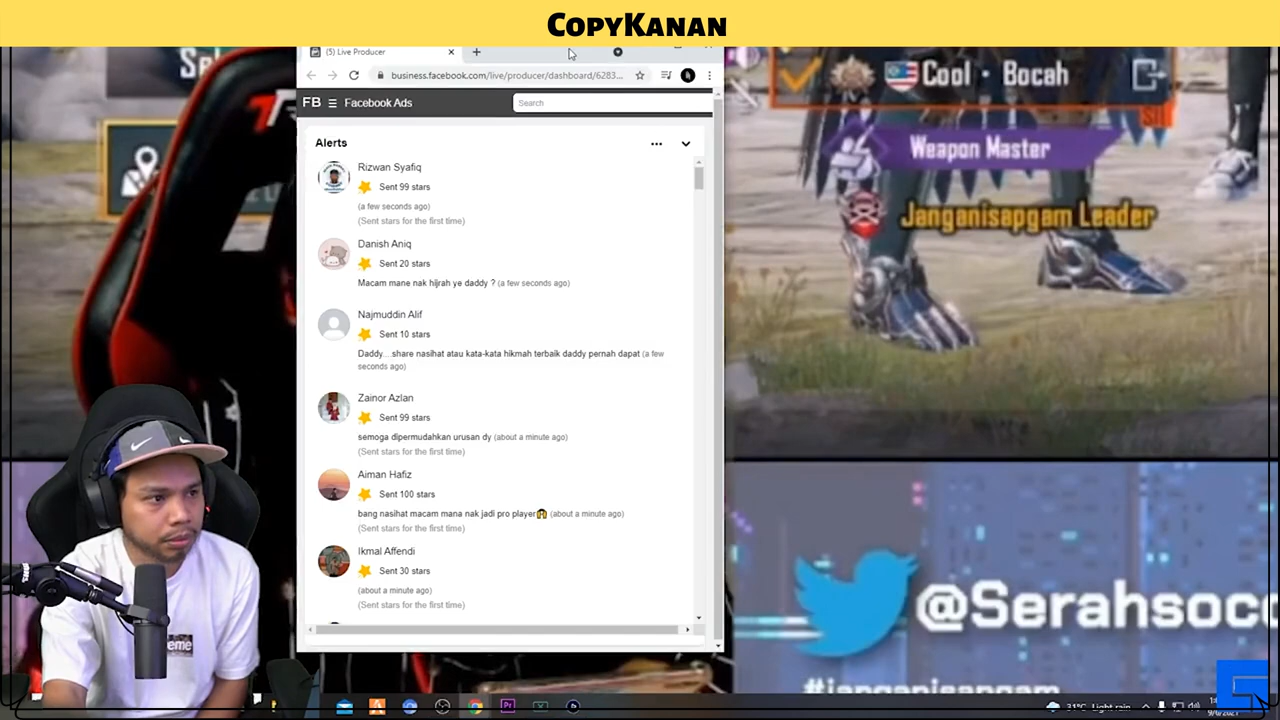 CopyKanan
(5) Live Producer
business.facebook.com/live/producer/dashboard/6283...
FB Facebook Ads
Search
Alerts
Rizwan Syafiq
Sent 99 stars
(a few seconds ago)
(Sent stars for the first time)
Danish Aniq
Sent 20 stars
Macam mane nak hijrah ye daddy ? (a few seconds ago)
Najmuddin Alif
Sent 10 stars
Daddy....share nasihat atau kata-kata hikmah terbaik daddy pernah dapat (a few
seconds ago)
Zainor Azlan
Sent 99 stars
semoga dipermudahkan urusan dy (about a minute ago)
(Sent stars for the first time)
Aiman Hafiz
Sent 100 stars
bang nasihat macam mana nak jadi pro player (about a minute ago)
(Sent stars for the first time)
Ikmal Affendi
Sent 30 stars
(about a minute ago)
(Sent stars for the first time)
Cool • Bocah
Weapon Master
Janganisapgam Leader
@Serahsoc
#janganisapgam
31°C Light rain